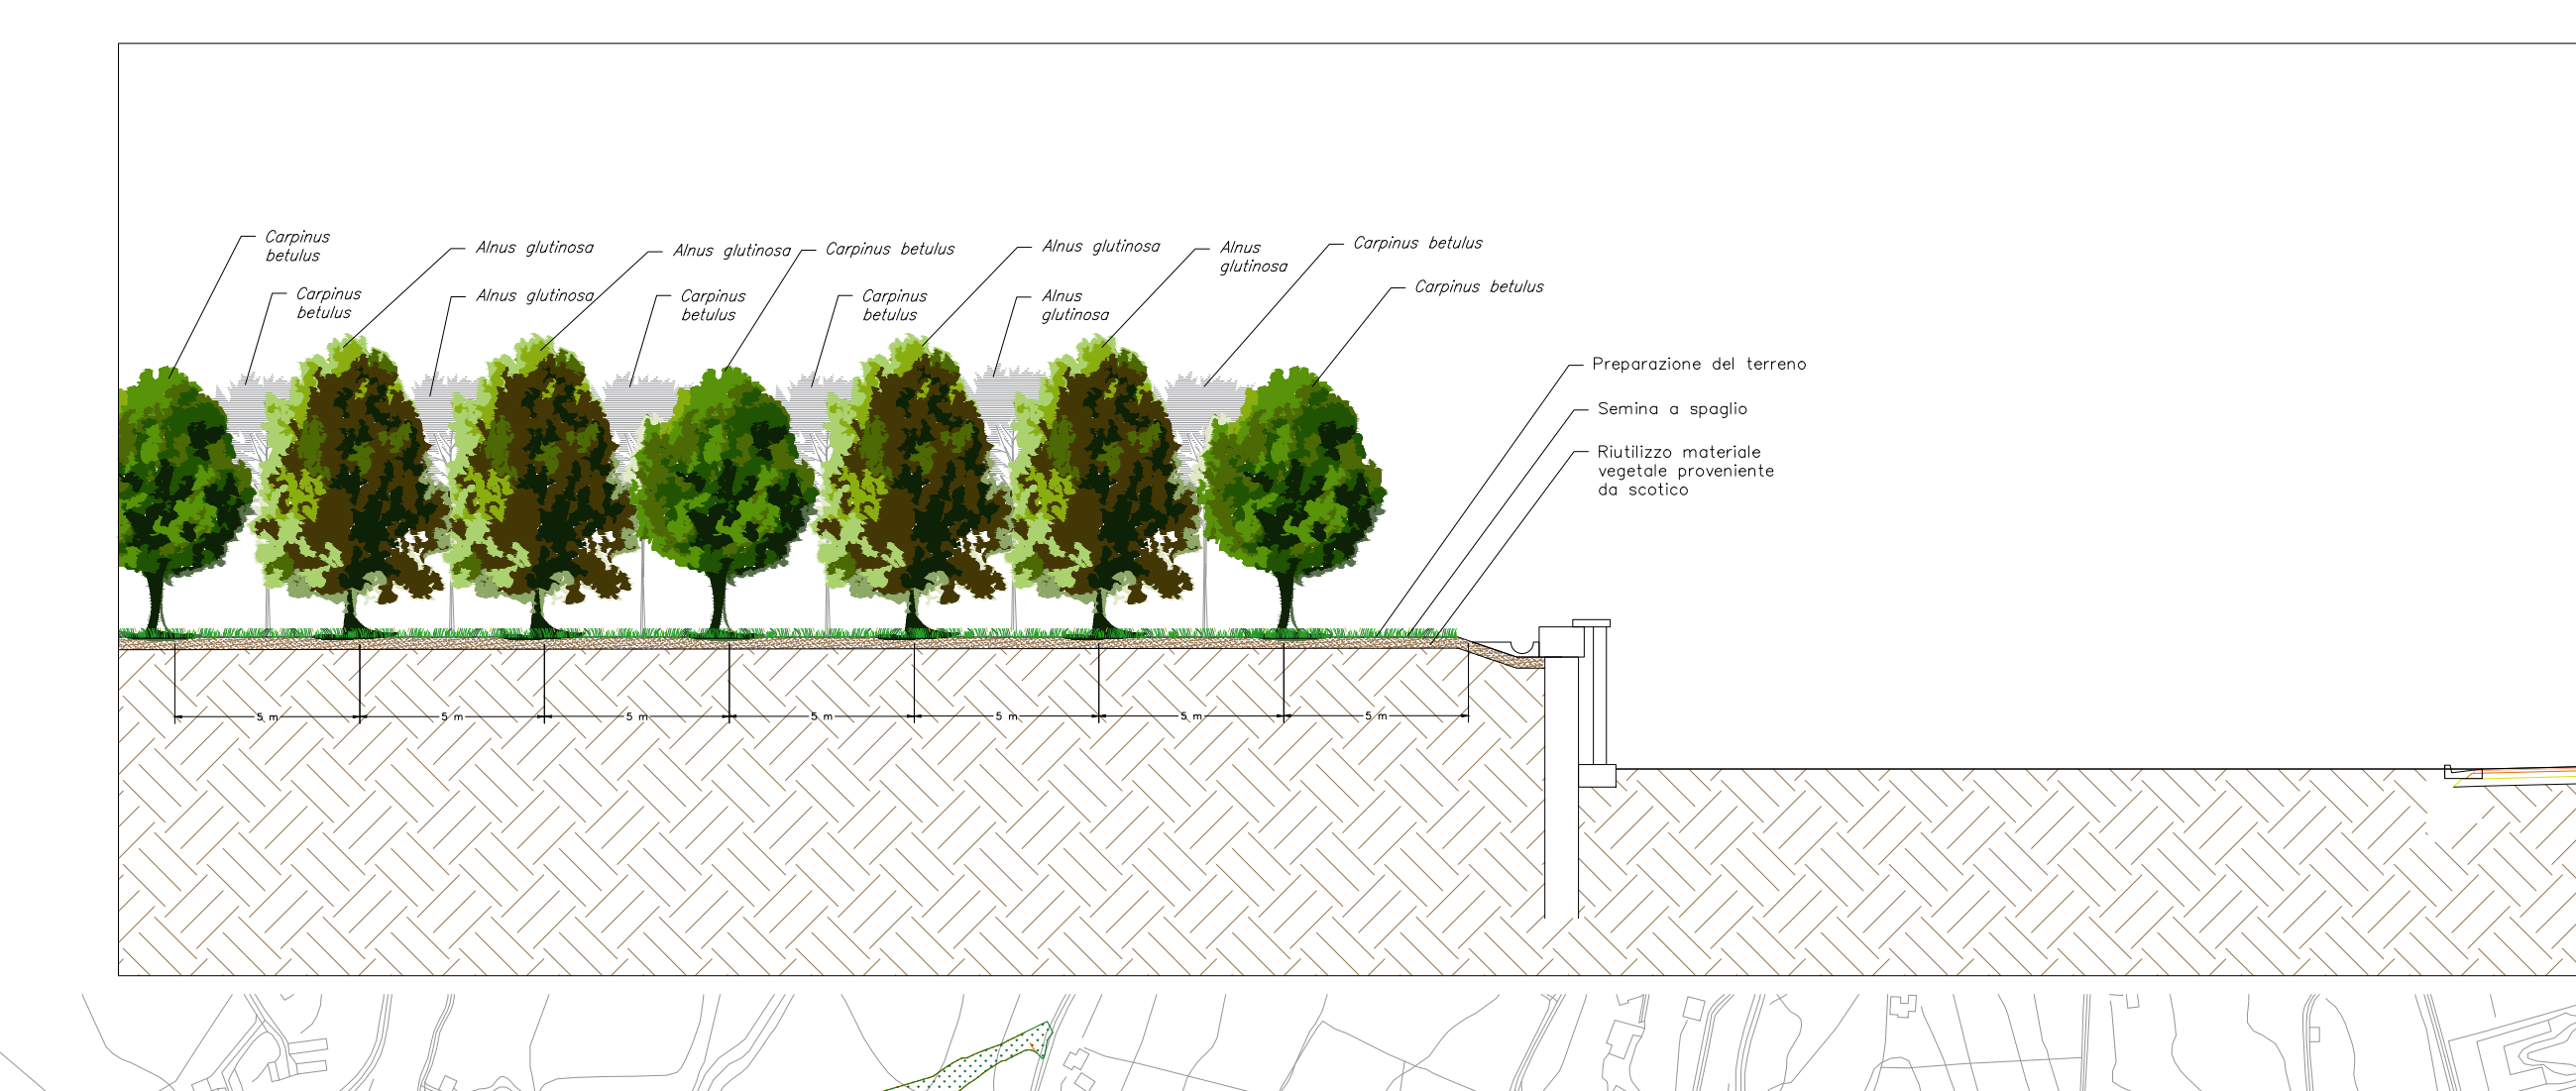 Carpinus
betulus
Alnus glutinosa
Alnus glutinosa
Carpinus betulus
Alnus glutinosa
Alnus
glutinosa
Carpinus betulus
Carpinus
betulus
Alnus glutinosa
Carpinus
betulus
Carpinus
betulus
Alnus
glutinosa
Carpinus betulus
Preparazione del terreno
Semina a spaglio
Riutilizzo materiale
vegetale proveniente
da scotico
5 m
5 m
5 m
5 m
5 m
5 m
5 m